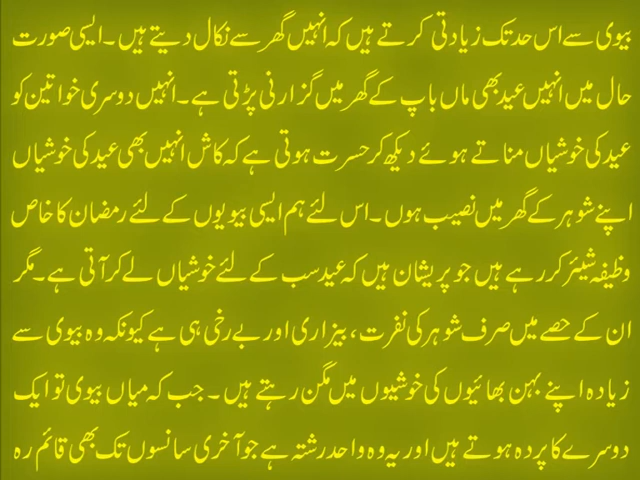 بیوی سے اس حد تک زیادتی کرتے ہیں کہ انہیں گھر سے نکال دیتے ہیں۔ ایسی صورت
حال میں انہیں عید بھی ماں باپ کے گھر میں گزارنی پڑتی ہے۔ انہیں دوسری خواتین کو
عید کی خوشیاں مناتے ہوئے دیکھ کر حسرت ہوتی ہے کہ کاش انہیں بھی عید کی خوشیاں
اپنے شوہر کے گھر میں نصیب ہوں۔ اس لئے ہم ایسی بیویوں کے لئے رمضان کا خاص
وظیفہ شیئر کر رہے ہیں جو پریشان ہیں کہ عید سب کے لئے خوشیاں لے کر آتی ہے۔ مگر
ان کے حصے میں صرف شوہر کی نفرت، بیزاری اور بے رخی ہی ہے کیونکہ وہ بیوی سے
زیادہ اپنے بہن بھائیوں کی خوشیوں میں مگن رہتے ہیں۔ جب کہ میاں بیوی تو ایک
دوسرے کا پردہ ہوتے ہیں اور یہ وہ واحد رشتہ ہے جو آخری سانسوں تک بھی قائم رہ